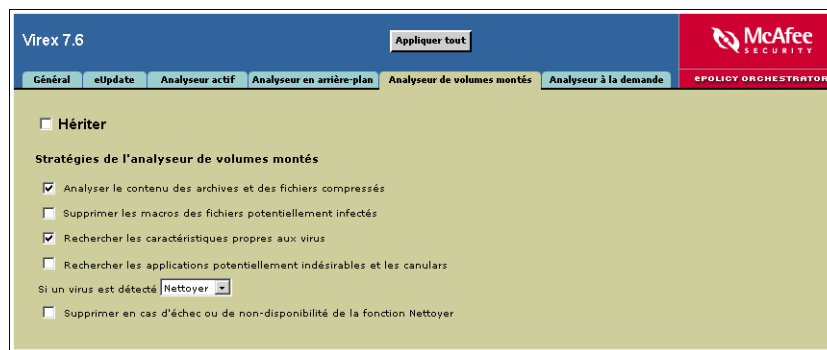 Virex 7.6
Appliquer tout
McAfee
SECURITY
Général
eUpdate
Analyseur actif
Analyseur en arrière-plan
Analyseur de volumes montés
Analyseur à la demande
ePOLICY ORCHESTRATOR
Hériter
Stratégies de l'analyseur de volumes montés
Analyser le contenu des archives et des fichiers compressés
Supprimer les macros des fichiers potentiellement infectés
Rechercher les caractéristiques propres aux virus
Rechercher les applications potentiellement indésirables et les canulars
Si un virus est détecté Nettoyer
Supprimer en cas d'échec ou de non-disponibilité de la fonction Nettoyer